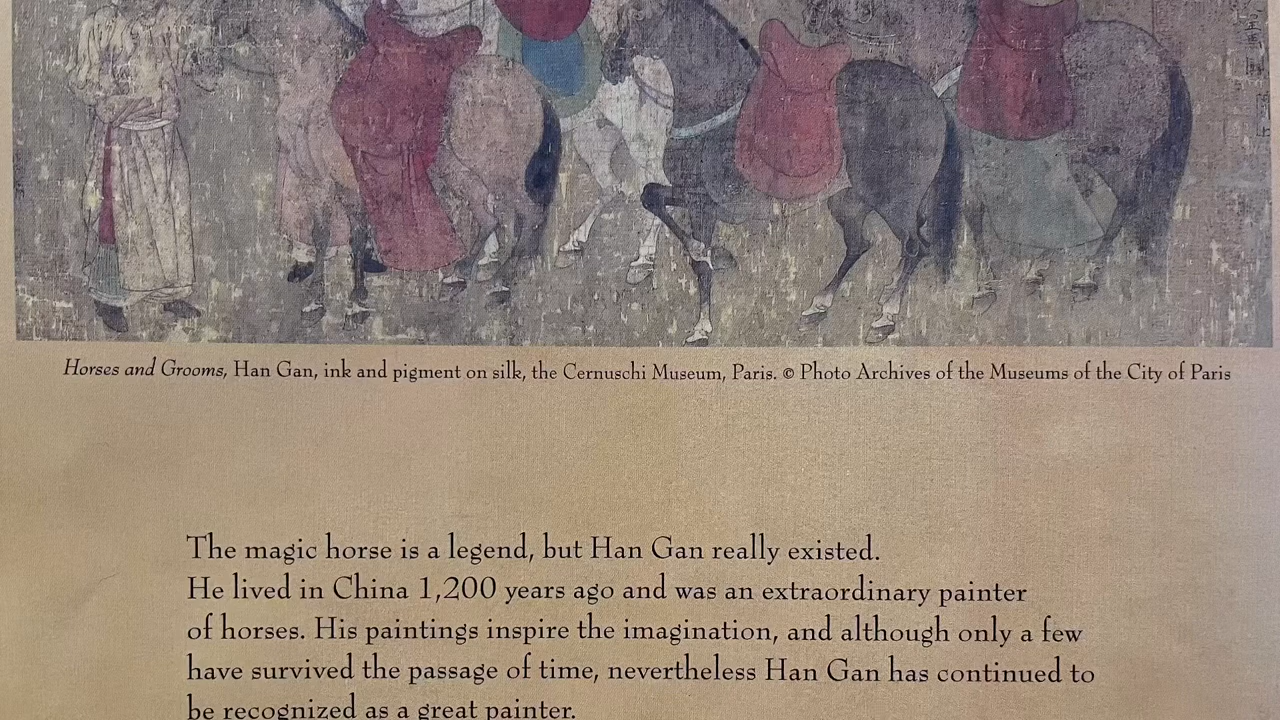 Horses and Grooms, Han Gan, ink and pigment on silk, the Cernuschi Museum, Paris. © Photo Archives of the Museums of the City of Paris
The magic horse is a legend, but Han Gan really existed.
He lived in China 1,200 years ago and was an extraordinary painter
of horses. His paintings inspire the imagination, and although only a few
have survived the passage of time, nevertheless Han Gan has continued to
be recognized as a great painter.